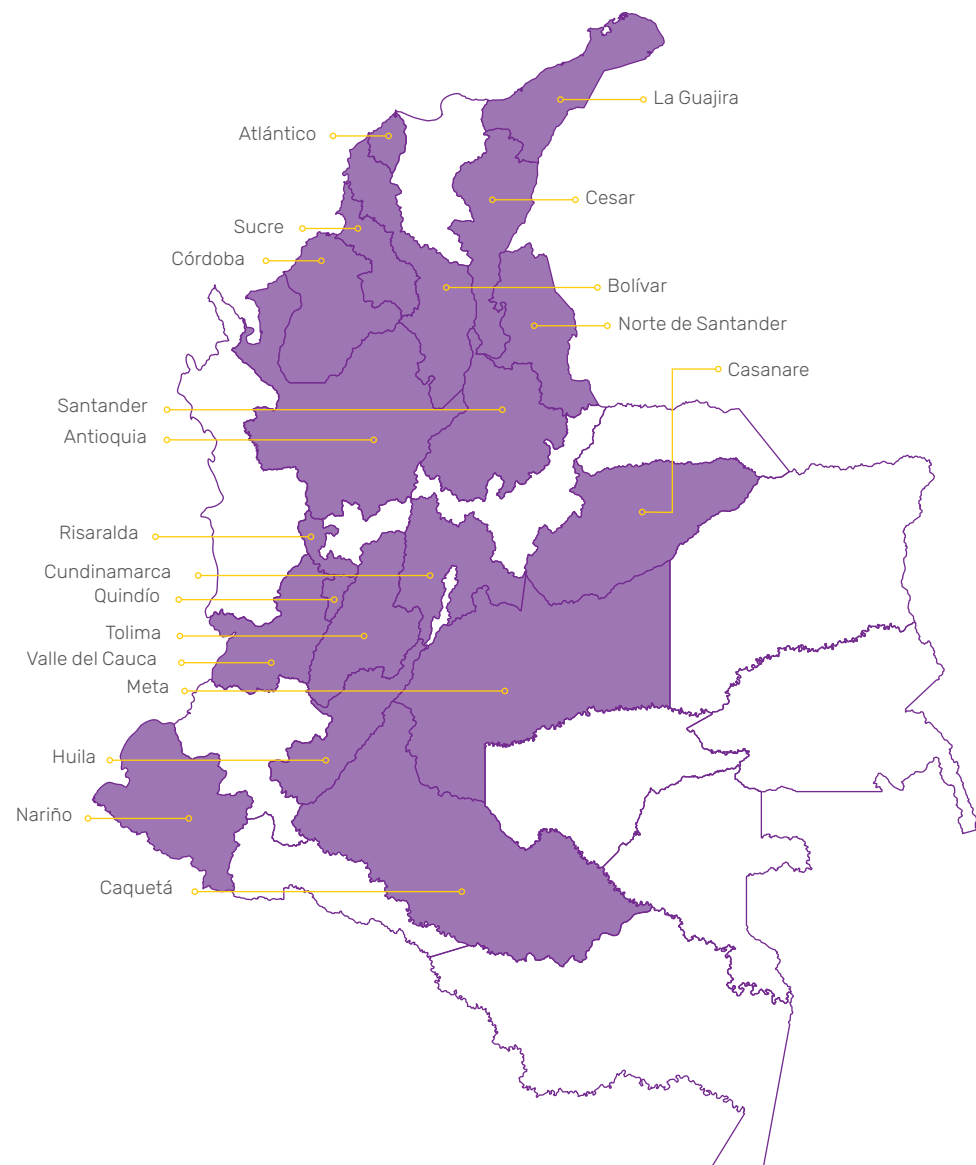 La Guajira
Atlántico
Cesar
Sucre
Córdoba
Bolívar
Norte de Santander
Casanare
Santander
Antioquia
Risaralda
Cundinamarca
Quindío
Tolima
Valle del Cauca
Meta
Huila
Nariño
Caquetá